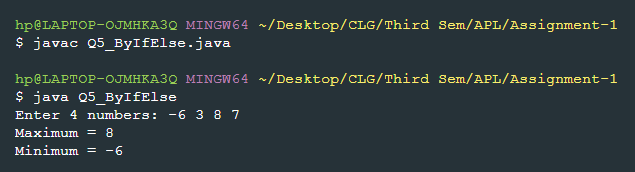 hp@LAPTOP-OJMHKA3Q MINGW64 ~/Desktop/CLG/Third Sem/APL/Assignment-1
$ javac Q5_ByIfElse.java
hp@LAPTOP-OJMHKA3Q MINGW64 ~/Desktop/CLG/Third Sem/APL/Assignment-1
$ java Q5_ByIfElse
Enter 4 numbers: -6 3 8 7
Maximum = 8
Minimum = -6